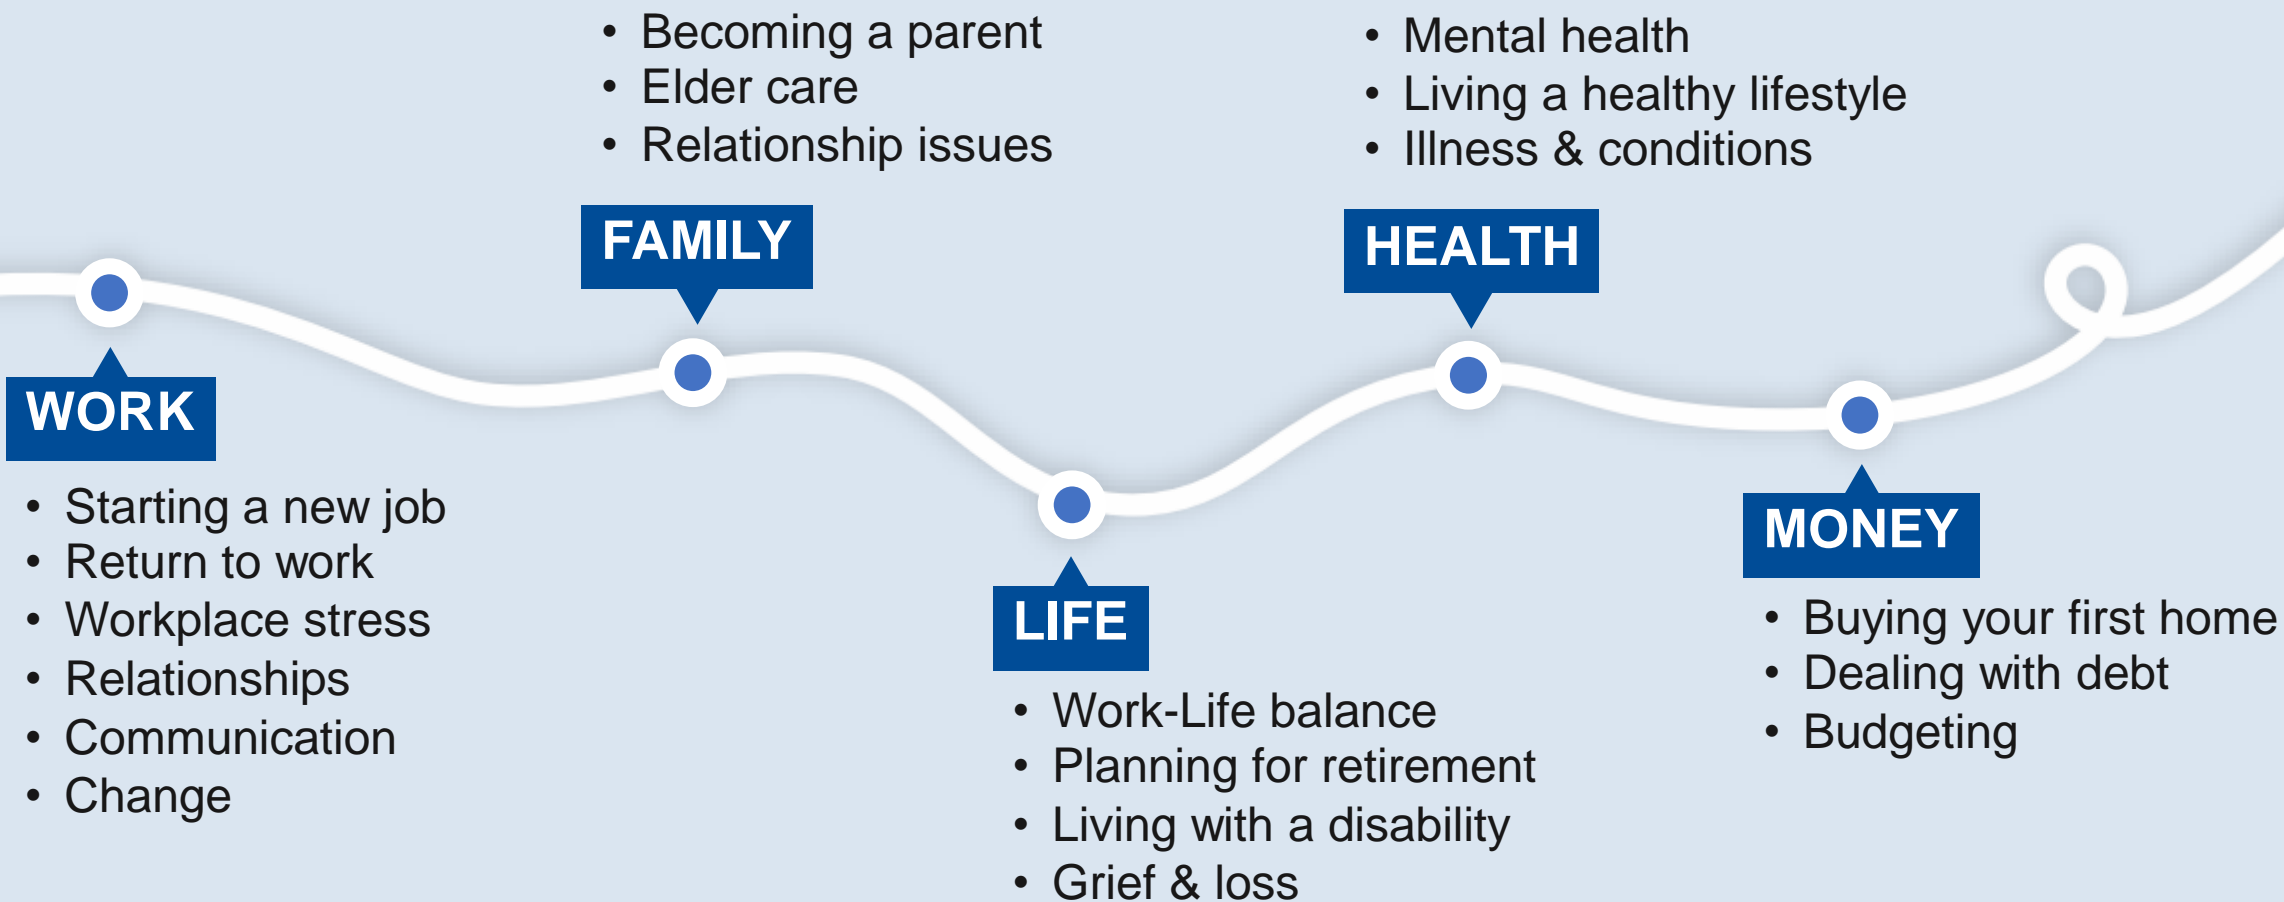 WORK
• Starting a new job
• Return to work
• Workplace stress
• Relationships
• Communication
• Change
• Becoming a parent
• Elder care
• Relationship issues
FAMILY
LIFE
• Work-Life balance
• Planning for retirement
• Living with a disability
• Grief & loss
• Mental health
• Living a healthy lifestyle
• Illness & conditions
HEALTH
MONEY
• Buying your first home
• Dealing with debt
• Budgeting